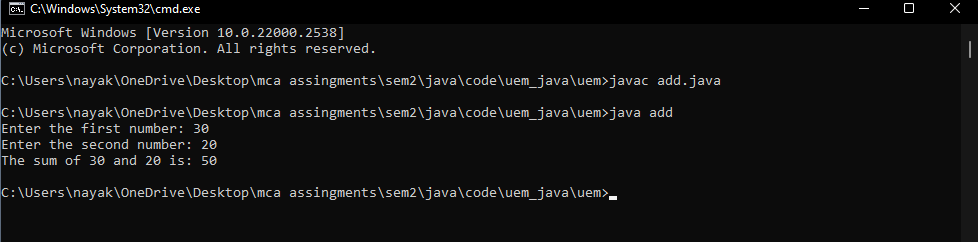 C:\Windows\System32\cmd.exe
Microsoft Windows [Version 10.0.22000.2538]
(c) Microsoft Corporation. All rights reserved.
C:\Users\nayak\OneDrive\Desktop\mca assingments\sem2\java\code\uem_java\uem>javac add.java
C:\Users\nayak\OneDrive\Desktop\mca assingments\sem2\java\code\uem_java\uem>java add
Enter the first number: 30
Enter the second number: 20
The sum of 30 and 20 is: 50
C:\Users\nayak\OneDrive\Desktop\mca assingments\sem2\java\code\uem_java\uem>